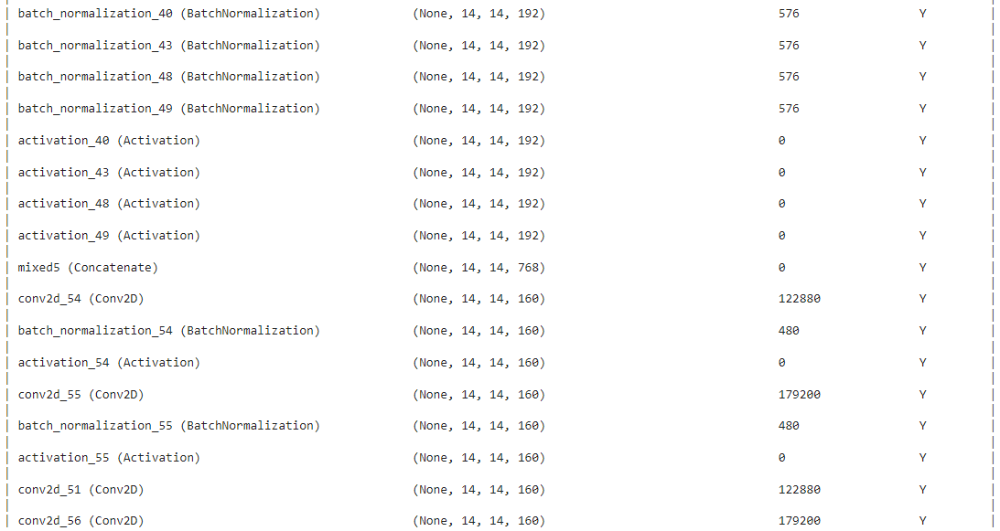 batch_normalization_40 (BatchNormalization) (None, 14, 14, 192) 576 Y
batch_normalization_43 (BatchNormalization) (None, 14, 14, 192) 576 Y
batch_normalization_48 (BatchNormalization) (None, 14, 14, 192) 576 Y
batch_normalization_49 (BatchNormalization) (None, 14, 14, 192) 576 Y
activation_40 (Activation) (None, 14, 14, 192) 0 Y
activation_43 (Activation) (None, 14, 14, 192) 0 Y
activation_48 (Activation) (None, 14, 14, 192) 0 Y
activation_49 (Activation) (None, 14, 14, 192) 0 Y
mixed5 (Concatenate) (None, 14, 14, 768) 0 Y
conv2d_54 (Conv2D) (None, 14, 14, 160) 122880 Y
batch_normalization_54 (BatchNormalization) (None, 14, 14, 160) 480 Y
activation_54 (Activation) (None, 14, 14, 160) 0 Y
conv2d_55 (Conv2D) (None, 14, 14, 160) 179200 Y
batch_normalization_55 (BatchNormalization) (None, 14, 14, 160) 480 Y
activation_55 (Activation) (None, 14, 14, 160) 0 Y
conv2d_51 (Conv2D) (None, 14, 14, 160) 122880 Y
conv2d_56 (Conv2D) (None, 14, 14, 160) 179200 Y